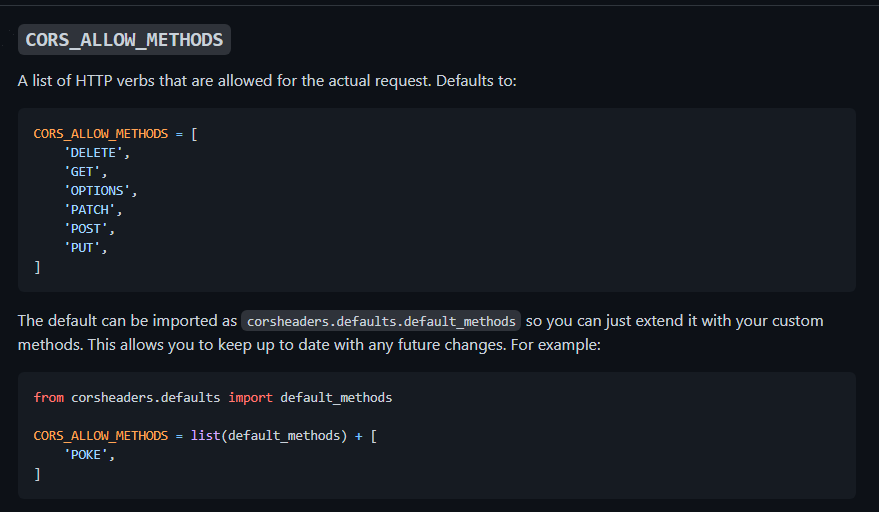 CORS_ALLOW_METHODS
A list of HTTP verbs that are allowed for the actual request. Defaults to:
CORS_ALLOW_METHODS = [
    'DELETE',
    'GET',
    'OPTIONS',
    'PATCH',
    'POST',
    'PUT',
]
The default can be imported as corsheaders.defaults.default_methods so you can just extend it with your custom
methods. This allows you to keep up to date with any future changes. For example:
from corsheaders.defaults import default_methods
CORS_ALLOW_METHODS = list(default_methods) + [
    'POKE',
]